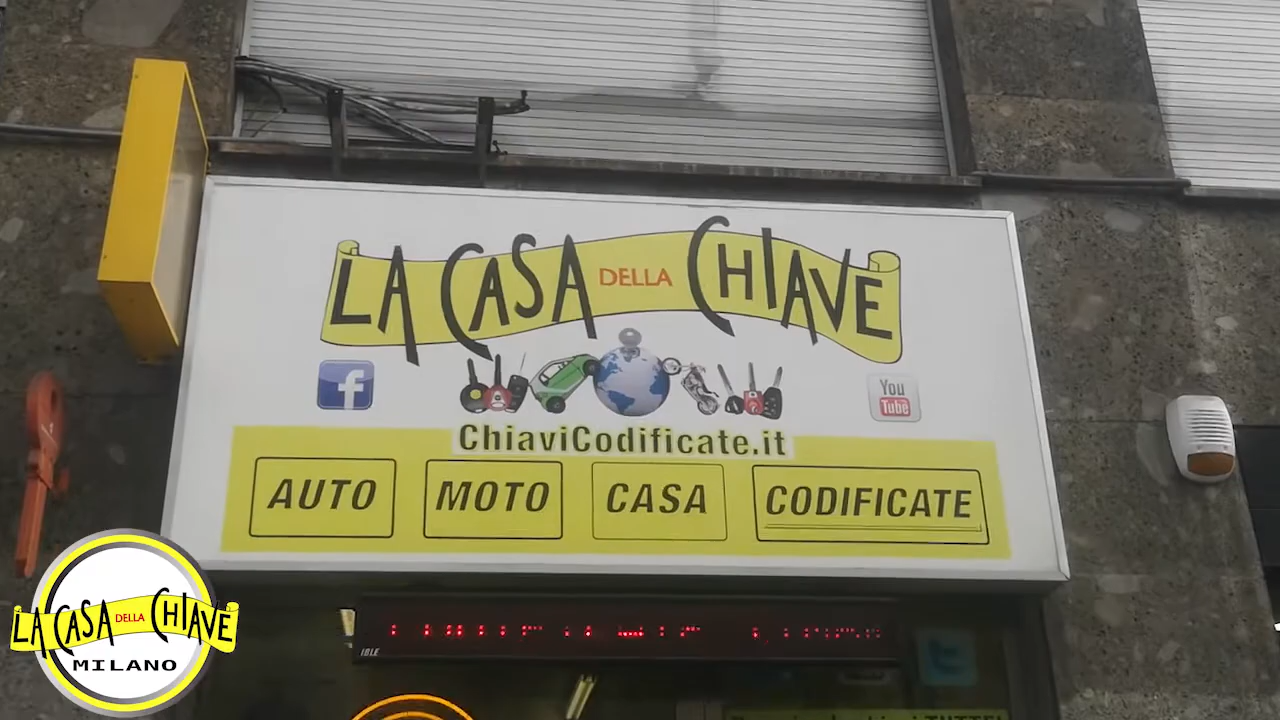 LA CASA DELLA CHIAVE
f
You
Tube
ChiaviCodificate.it
AUTO MOTO CASA CODIFICATE
LA CASA DELLA CHIAVE
MILANO